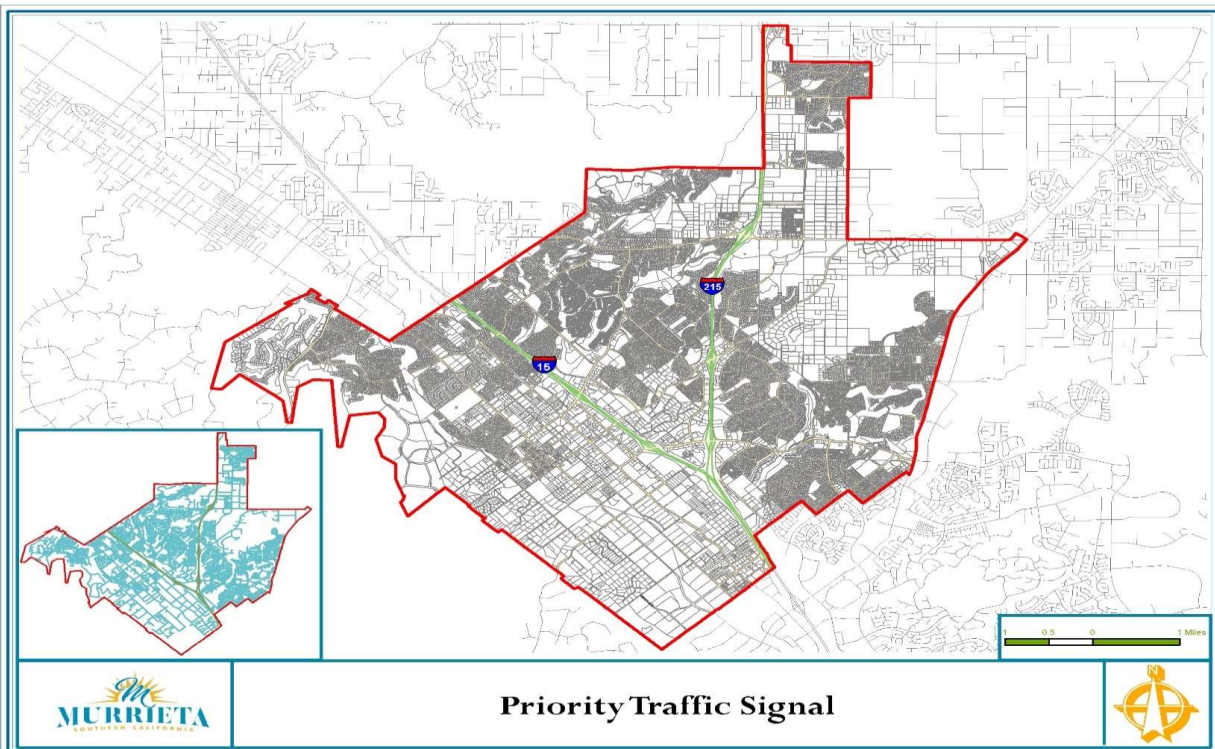 215
15
1 0.5 0 1 Miles
M
MURRIETA
SOUTHERN CALIFORNIA
Priority Traffic Signal
N